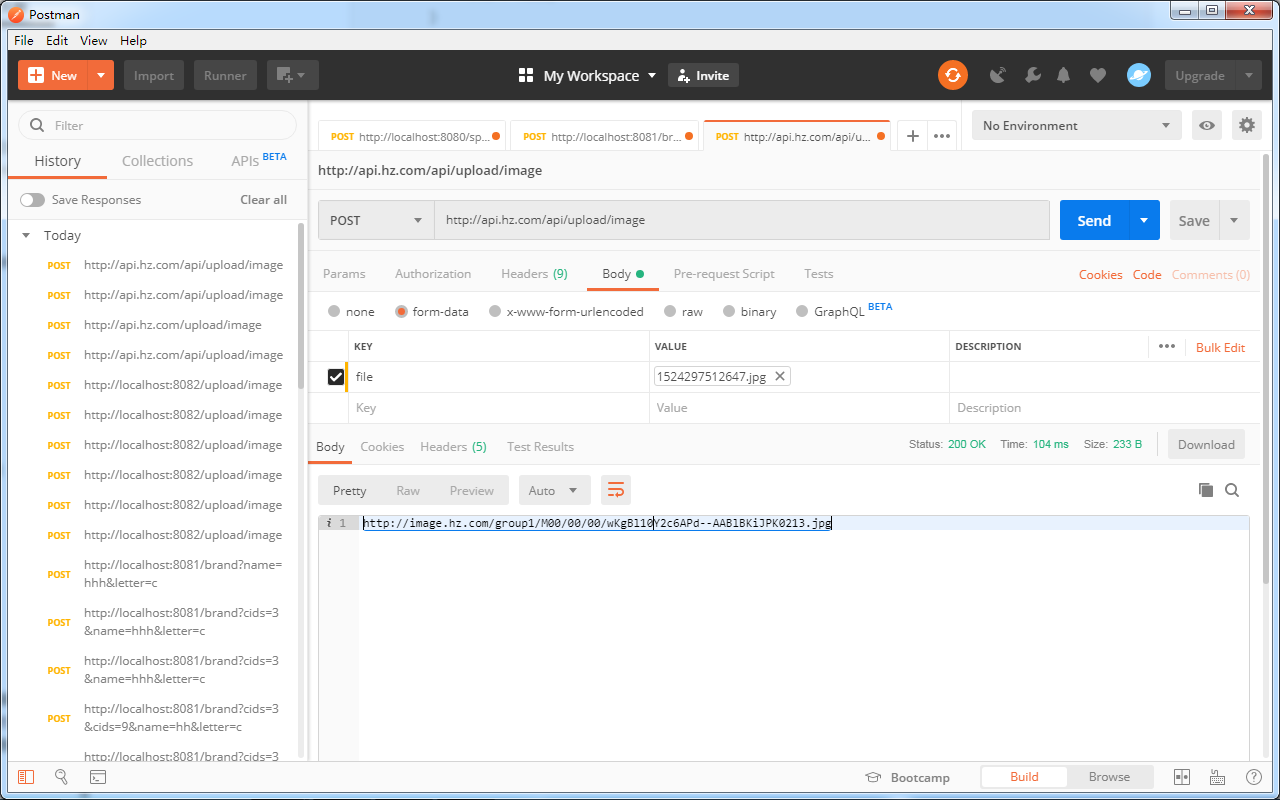 Postman
File Edit View Help
New Import Runner My Workspace Invite Upgrade
Filter
History Collections APIs BETA
Save Responses Clear all
Today
POST http://api.hz.com/api/upload/image
POST http://api.hz.com/api/upload/image
POST http://api.hz.com/upload/image
POST http://api.hz.com/api/upload/image
POST http://localhost:8082/upload/image
POST http://localhost:8082/upload/image
POST http://localhost:8082/upload/image
POST http://localhost:8082/upload/image
POST http://localhost:8082/upload/image
POST http://localhost:8082/upload/image
POST http://localhost:8081/brand?name=
hhh&letter=c
POST http://localhost:8081/brand?cids=3
&name=hhh&letter=c
POST http://localhost:8081/brand?cids=3
&name=hhh&letter=c
POST http://localhost:8081/brand?cids=3
&cids=9&name=hh&letter=c
http://localhost:8081/brand?cids=3
POST http://localhost:8080/sp... POST http://localhost:8081/br... POST http://api.hz.com/api/u... No Environment
http://api.hz.com/api/upload/image
POST http://api.hz.com/api/upload/image Send Save
Params Authorization Headers (9) Body Pre-request Script Tests Cookies Code Comments (0)
none form-data x-www-form-urlencoded raw binary GraphQL BETA
KEY VALUE DESCRIPTION Bulk Edit
file 1524297512647.jpg
Key Value Description
Body Cookies Headers (5) Test Results Status: 200 OK Time: 104 ms Size: 233 B Download
Pretty Raw Preview Auto
i 1 http://image.hz.com/group1/M00/00/00/wKgBl10Y2c6APd--AABlBKiJPK0213.jpg
Bootcamp Build Browse